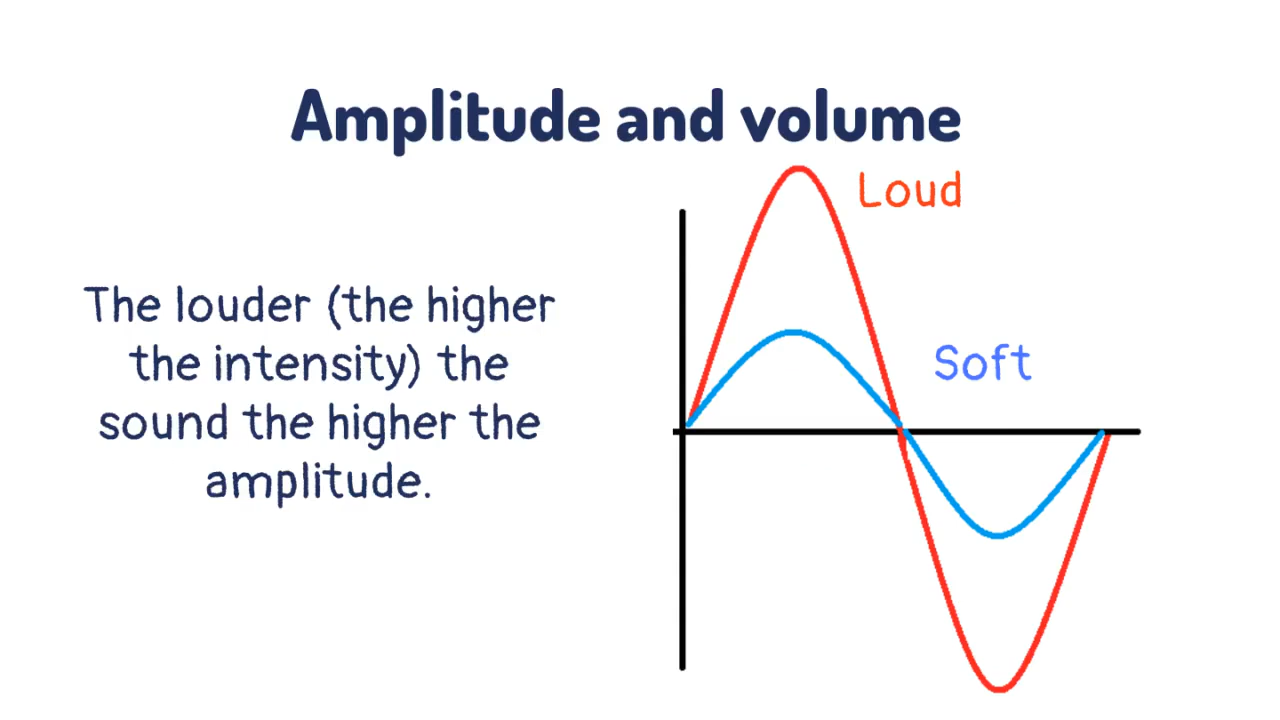 Amplitude and volume
Loud
The louder (the higher
the intensity) the
sound the higher the
amplitude.
Soft